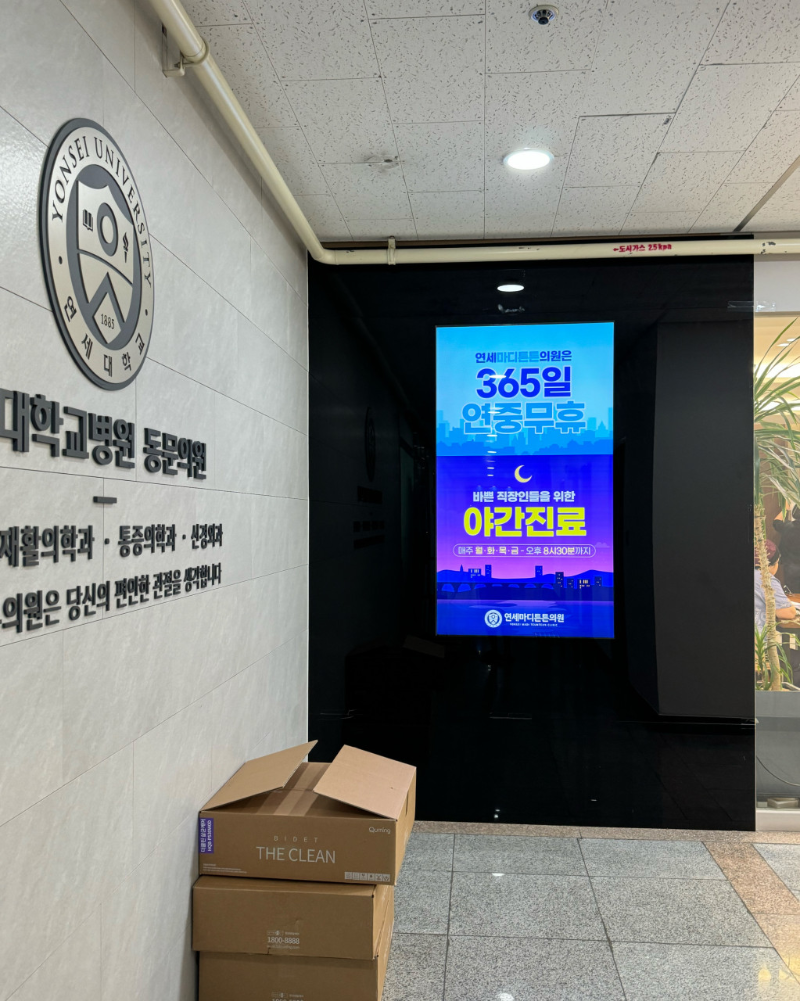 YONSEI UNIVERSITY
1885
연세대학교
대학교병원 동문의원
재활의학과 · 통증의학과 · 신경외과
의원은 당신의 편안한 관절을 생각합니다
도시가스 2.5kpa
연세마디튼튼의원은
365일
연중무휴
바쁜 직장인들을 위한
야간진료
매주 월·화·목·금 - 오후 8시30분까지
연세마디튼튼의원
THE CLEAN